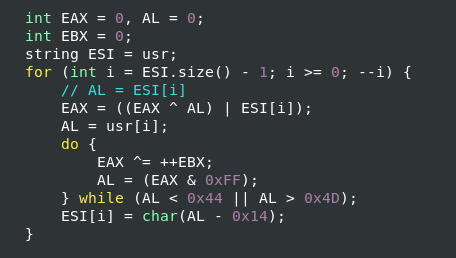 int EAX = 0, AL = 0;
int EBX = 0;
string ESI = usr;
for (int i = ESI.size() - 1; i >= 0; --i) {
    // AL = ESI[i]
    EAX = ((EAX ^ AL) | ESI[i]);
    AL = usr[i];
    do {
        EAX ^= ++EBX;
        AL = (EAX & 0xFF);
    } while (AL < 0x44 || AL > 0x4D);
    ESI[i] = char(AL - 0x14);
}